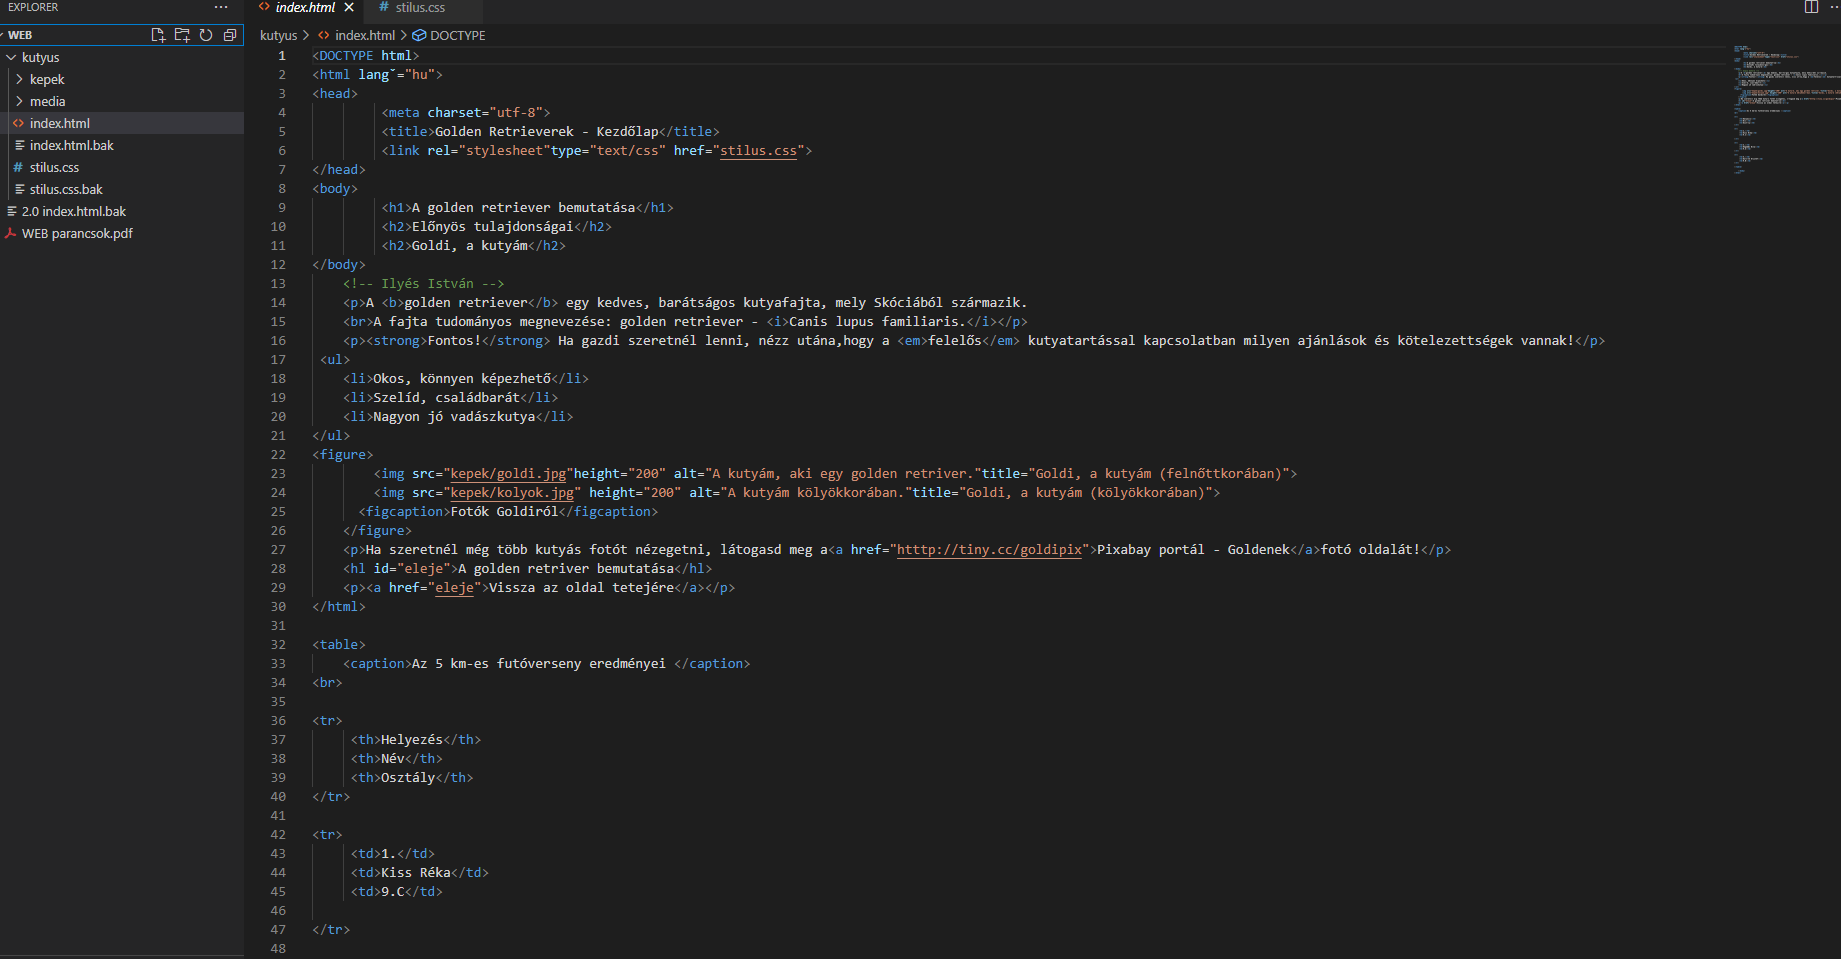 EXPLORER
WEB
kutyus
kepek
media
index.html
index.html.bak
stilus.css
stilus.css.bak
2.0 index.html.bak
WEB parancsok.pdf
index.html
stilus.css
kutyus > index.html > DOCTYPE
1 <DOCTYPE html>
2 <html langˇ="hu">
3 <head>
4 <meta charset="utf-8">
5 <title>Golden Retrieverek - Kezdőlap</title>
6 <link rel="stylesheet"type="text/css" href="stilus.css">
7 </head>
8 <body>
9 <h1>A golden retriever bemutatása</h1>
10 <h2>Előnyös tulajdonságai</h2>
11 <h2>Goldi, a kutyám</h2>
12 </body>
13 <!-- Ilyés István -->
14 <p>A <b>golden retriever</b> egy kedves, barátságos kutyafajta, mely Skóciából származik.
15 <br>A fajta tudományos megnevezése: golden retriever - <i>Canis lupus familiaris.</i></p>
16 <p><strong>Fontos!</strong> Ha gazdi szeretnél lenni, nézz utána,hogy a <em>felelős</em> kutyatartással kapcsolatban milyen ajánlások és kötelezettségek vannak!</p>
17 <ul>
18 <li>Okos, könnyen képezhető</li>
19 <li>Szelíd, családbarát</li>
20 <li>Nagyon jó vadászkutya</li>
21 </ul>
22 <figure>
23 <img src="kepek/goldi.jpg"height="200" alt="A kutyám, aki egy golden retriver."title="Goldi, a kutyám (felnőttkorában)">
24 <img src="kepek/kolyok.jpg" height="200" alt="A kutyám kölyökkorában."title="Goldi, a kutyám (kölyökkorában)">
25 <figcaption>Fotók Goldiról</figcaption>
26 </figure>
27 <p>Ha szeretnél még több kutyás fotót nézegetni, látogasd meg a<a href="htttp://tiny.cc/goldipix">Pixabay portál - Goldenek</a>fotó oldalát!</p>
28 <hl id="eleje">A golden retriver bemutatása</hl>
29 <p><a href="eleje">Vissza az oldal tetejére</a></p>
30 </html>
31
32 <table>
33 <caption>Az 5 km-es futóverseny eredményei </caption>
34 <br>
35
36 <tr>
37 <th>Helyezés</th>
38 <th>Név</th>
39 <th>Osztály</th>
40 </tr>
41
42 <tr>
43 <td>1.</td>
44 <td>Kiss Réka</td>
45 <td>9.C</td>
46
47 </tr>
48